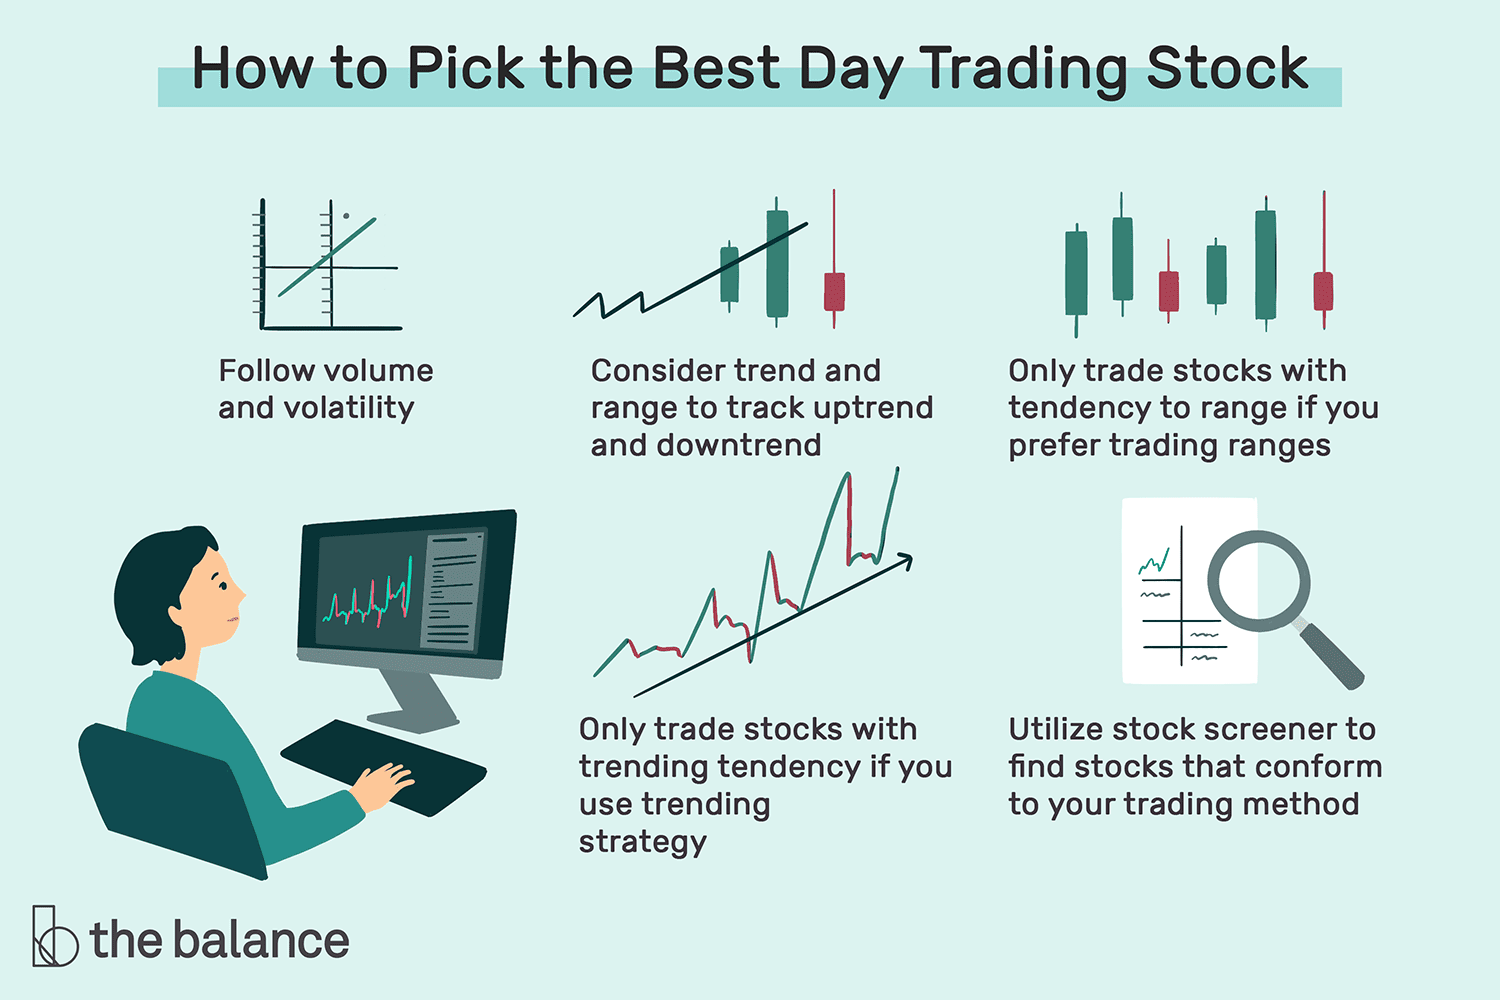 How to Pick the Best Day Trading Stock
Follow volume
and volatility
Consider trend and
range to track uptrend
and downtrend
Only trade stocks with
tendency to range if you
prefer trading ranges
Only trade stocks with
trending tendency if you
use trending
strategy
Utilize stock screener to
find stocks that conform
to your trading method
the balance